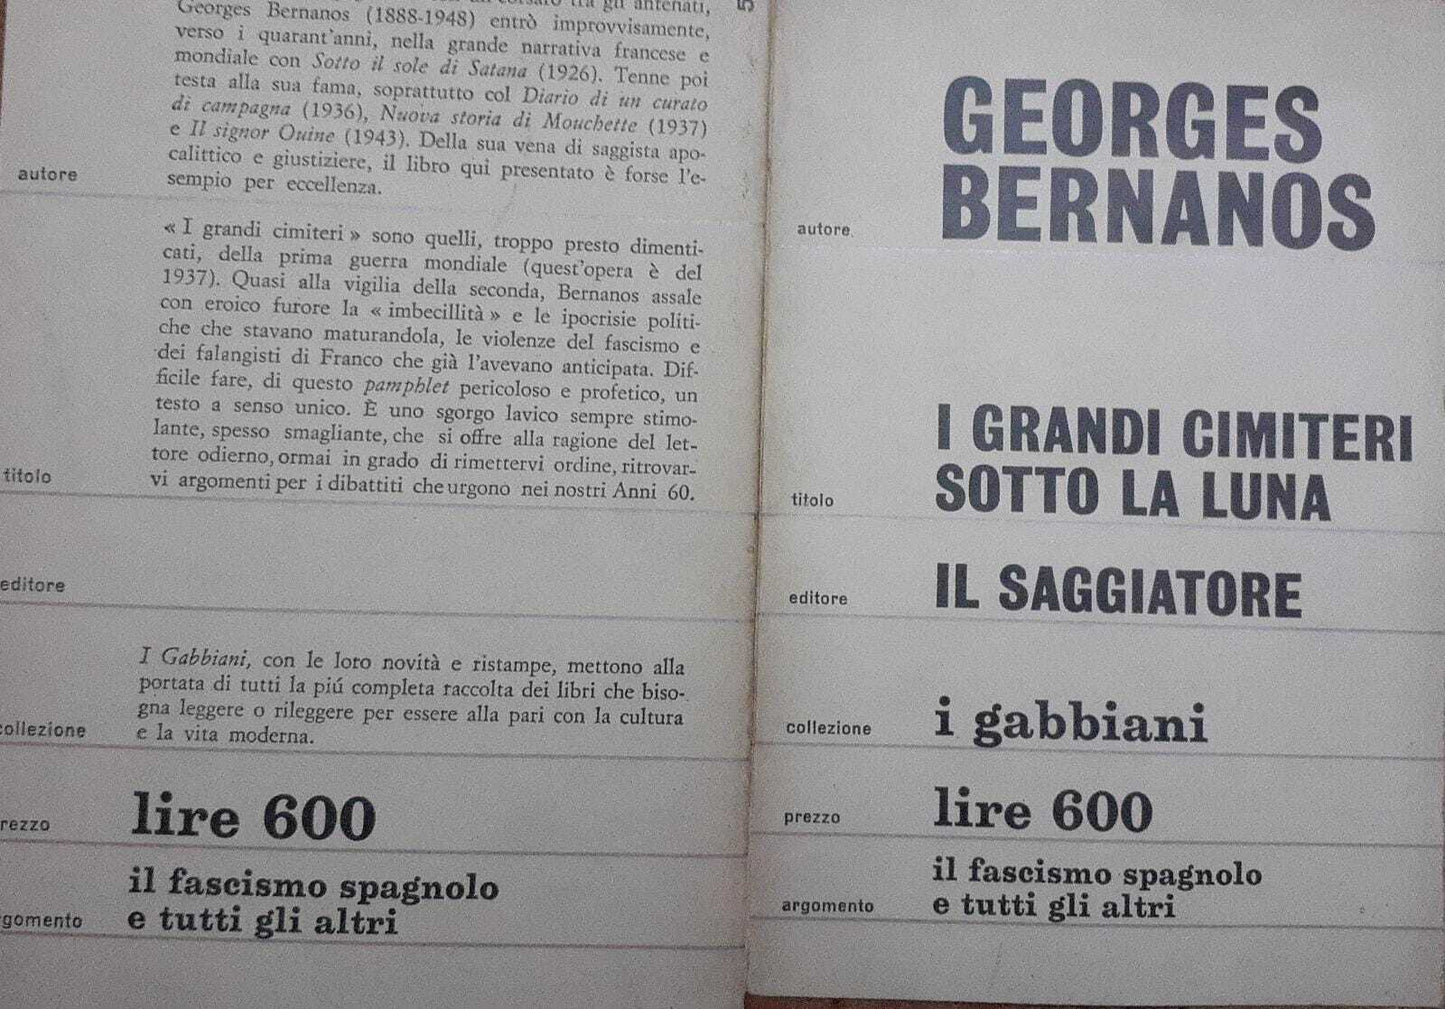 tra gli antenati,
Georges Bernanos (1888-1948) entrò improvvisamente,
verso i quarant'anni, nella grande narrativa francese e
mondiale con Sotto il sole di Satana (1926). Tenne poi
testa alla sua fama, soprattutto col Diario di un curato
di campagna (1936), Nuova storia di Mouchette (1937)
e Il signor Ouine (1943). Della sua vena di saggista apo-
calittico e giustiziere, il libro qui presentato è forse l'e-
autore
sempio per eccellenza.
« I grandi cimiteri » sono quelli, troppo presto dimenti-
cati, della prima guerra mondiale (quest'opera è del
1937). Quasi alla vigilia della seconda, Bernanos assale
con eroico furore la « imbecillità » e le ipocrisie politi-
che che stavano maturandola, le violenze del fascismo e
dei falangisti di Franco che già l'avevano anticipata. Dif-
ficile fare, di questo pamphlet pericoloso e profetico, un
testo a senso unico. È uno sgorgo lavico sempre stimo-
lante, spesso smagliante, che si offre alla ragione del let-
tore odierno, ormai in grado di rimettervi ordine, ritrovar-
titolo
vi argomenti per i dibattiti che urgono nei nostri Anni 60.
editore
I Gabbiani, con le loro novità e ristampe, mettono alla
portata di tutti la piú completa raccolta dei libri che biso-
gna leggere o rileggere per essere alla pari con la cultura
collezione
e la vita moderna.
rezzo
lire 600
il fascismo spagnolo
rgomento
e tutti gli altri
GEORGES
autore
BERNANOS
I GRANDI CIMITERI
titolo
SOTTO LA LUNA
editore
IL SAGGIATORE
collezione
i gabbiani
prezzo
lire 600
il fascismo spagnolo
argomento
e tutti gli altri